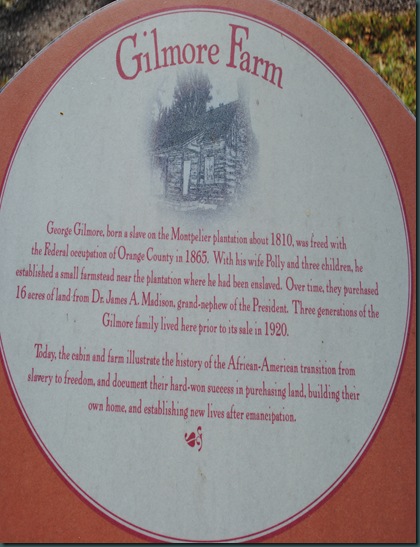 Gilmore Farm
George Gilmore, born a slave on the Montpelier plantation about 1810, was freed with
the Federal occupation of Orange County in 1865. With his wife Polly and three children, he
established a small farmstead near the plantation where he had been enslaved. Over time, they purchased
16 acres of land from Dr. James A. Madison, grand-nephew of the President. Three generations of the
Gilmore family lived here prior to its sale in 1920.
Today, the cabin and farm illustrate the history of the African-American transition from
slavery to freedom, and document their hard-won success in purchasing land, building their
own home, and establishing new lives after emancipation.